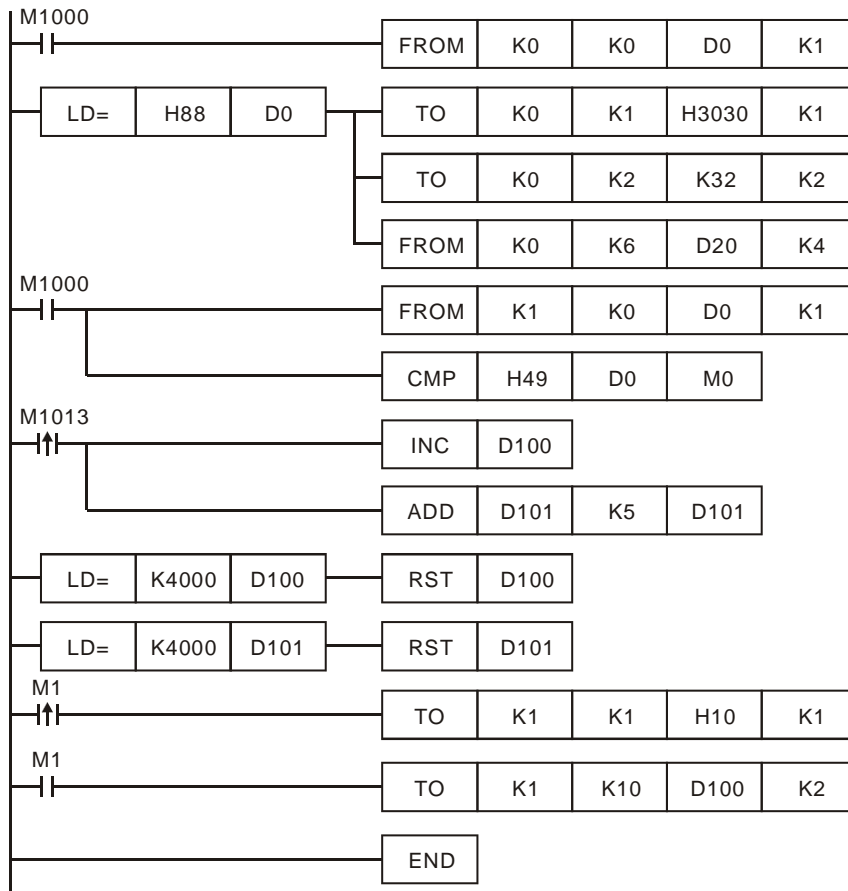 M1000
FROM K0 K0 D0 K1
LD= H88 D0 TO K0 K1 H3030 K1
TO K0 K2 K32 K2
FROM K0 K6 D20 K4
M1000
FROM K1 K0 D0 K1
CMP H49 D0 M0
M1013
INC D100
ADD D101 K5 D101
LD= K4000 D100 RST D100
LD= K4000 D101 RST D101
M1
TO K1 K1 H10 K1
M1
TO K1 K10 D100 K2
END